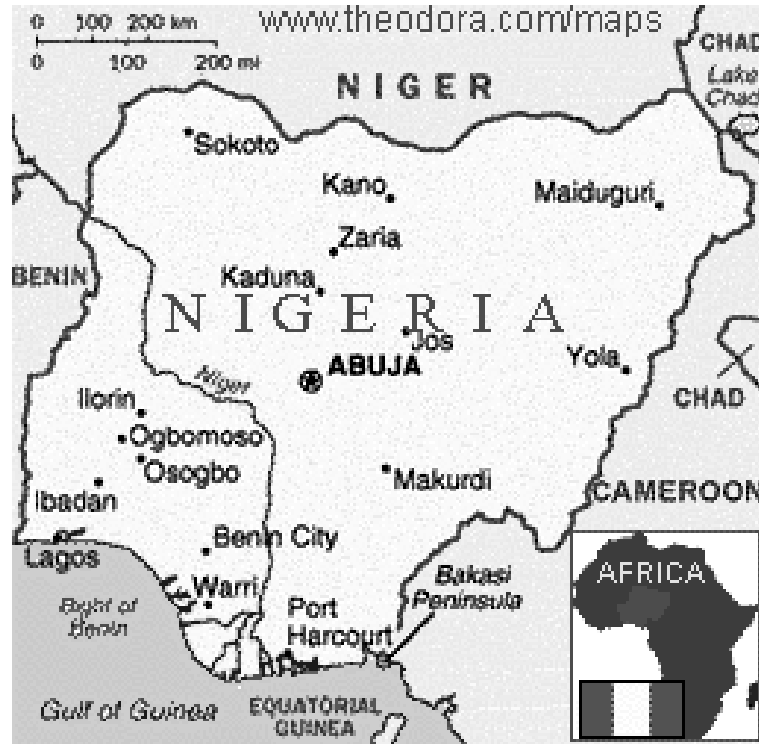 www.theodora.com/maps
0 100 200 km
0 100 200 mi
CHAD
Lake
Chad
NIGER
Sokoto
Kano
Maiduguri
Zaria
BENIN
Kaduna
NIGERIA
Jos
Yola
ABUJA
Niger
CHAD
Ilorin
Ogbomoso
Osogbo
Makurdi
Ibadan
CAMEROON
Benin City
Lagos
AFRICA
Bakasi
Peninsula
Warri
Bight of
Benin
Port
Harcourt
Gulf of Guinea
EQUATORIAL
GUINEA